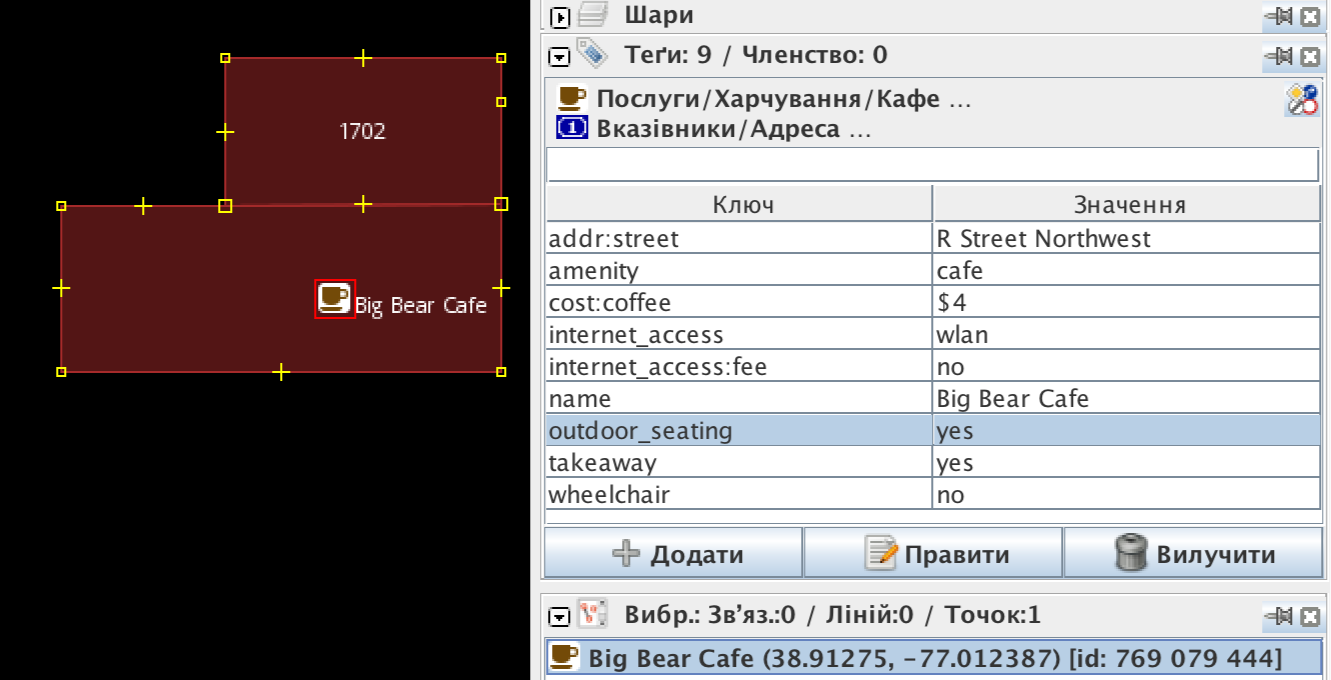 1702
Big Bear Cafe
Шари
Теґи: 9 / Членство: 0
Послуги/Харчування/Кафе ...
Вказівники/Адреса ...
Ключ Значення
addr:street R Street Northwest
amenity cafe
cost:coffee $4
internet_access wlan
internet_access:fee no
name Big Bear Cafe
outdoor_seating yes
takeaway yes
wheelchair no
Додати Правити Вилучити
Вибр.: Зв’яз.:0 / Ліній:0 / Точок:1
Big Bear Cafe (38.91275, −77.012387) [id: 769 079 444]